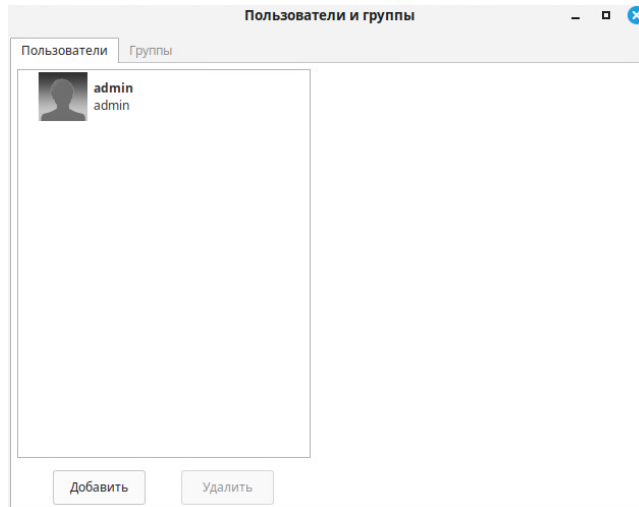 Пользователи и группы
Пользователи Группы
admin
admin
Добавить Удалить